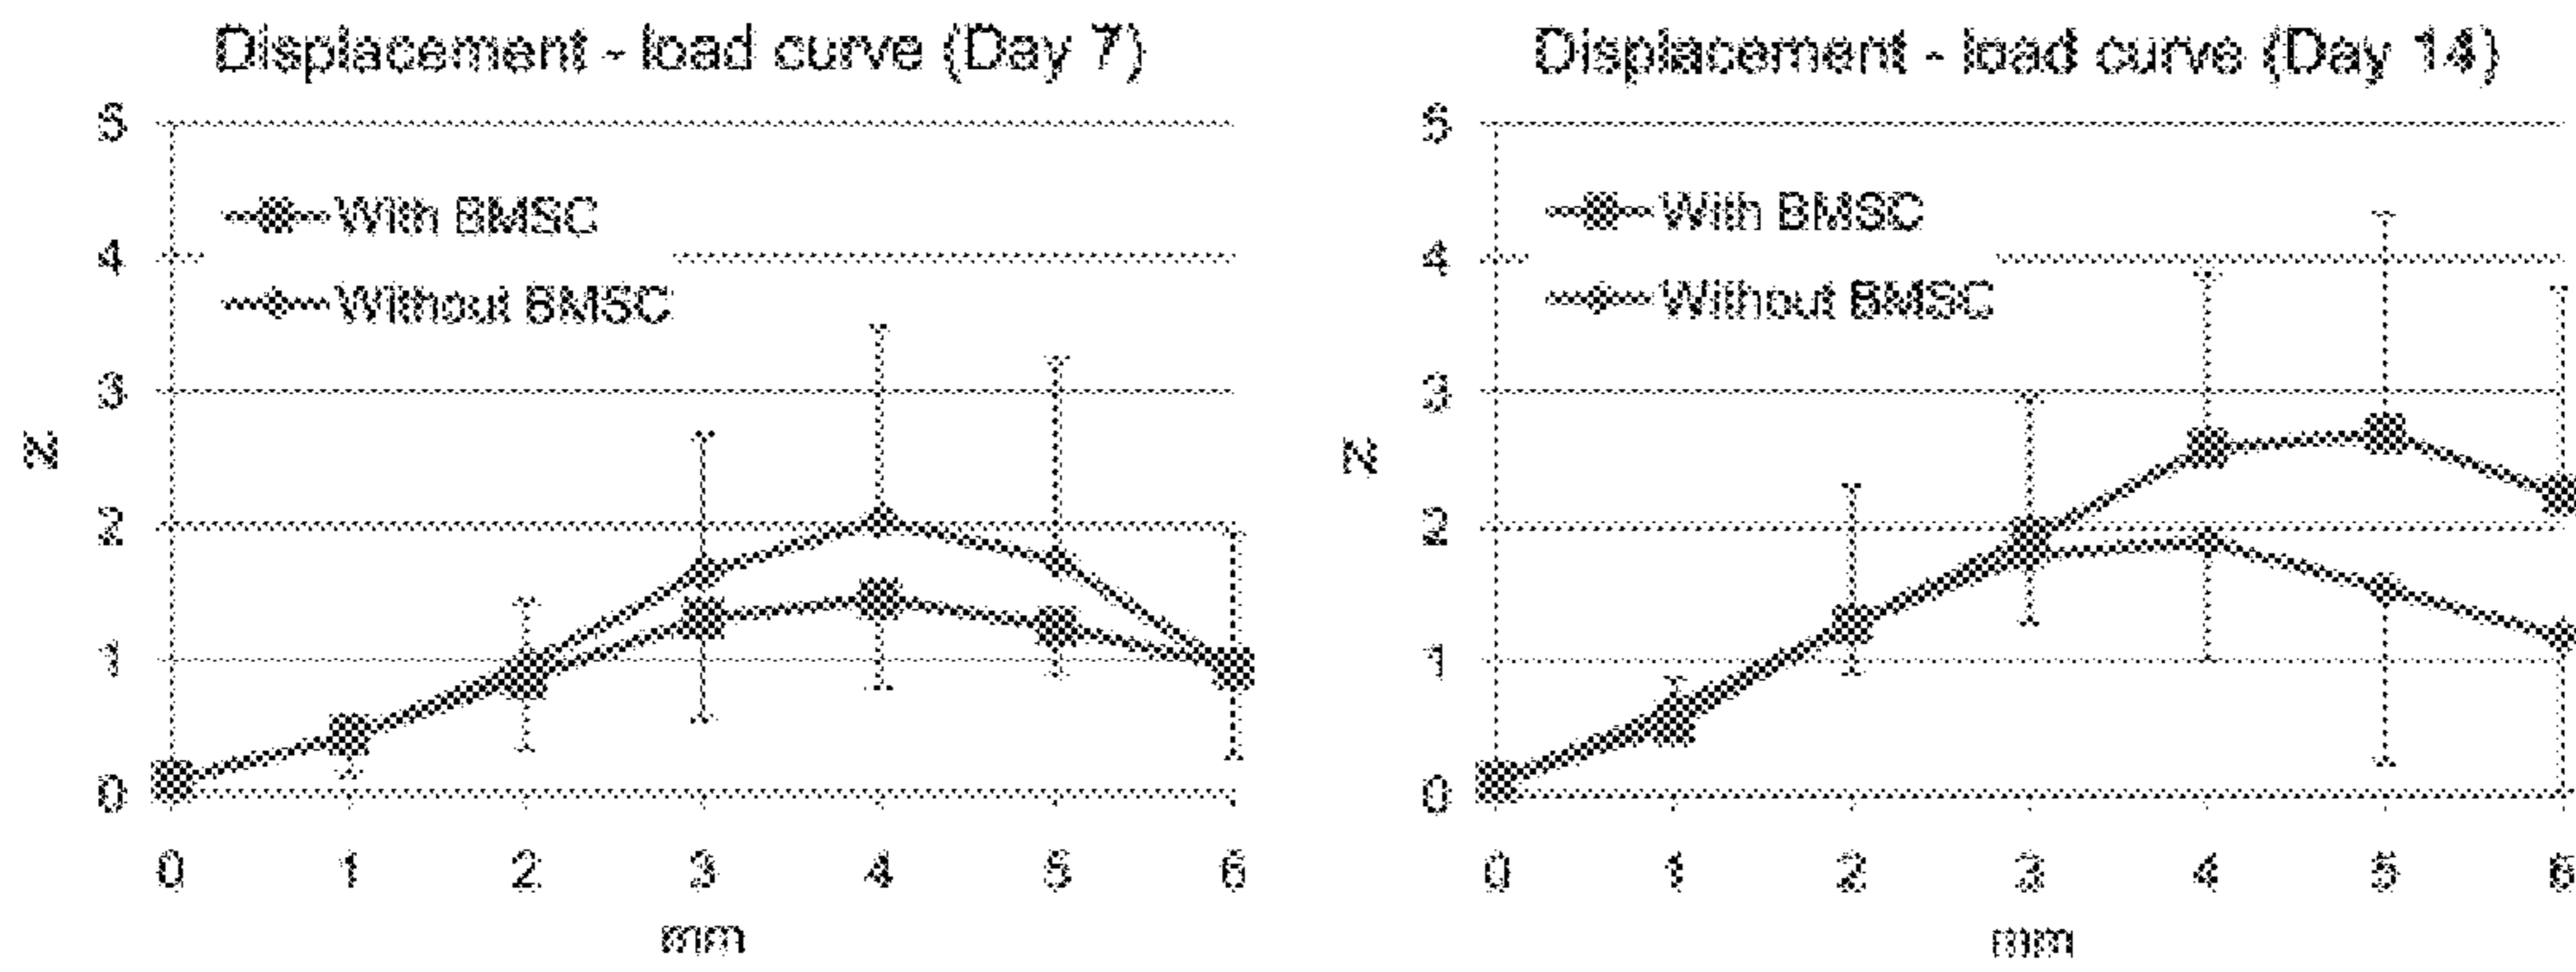 Displacement - load curve (Day 7)
5
With BMSC
4
Without BMSC
3
N
2
1
0
0 1 2 3 4 5 6
mm
Displacement - load curve (Day 14)
5
With BMSC
4
Without BMSC
3
N
2
1
0
0 1 2 3 4 5 6
mm